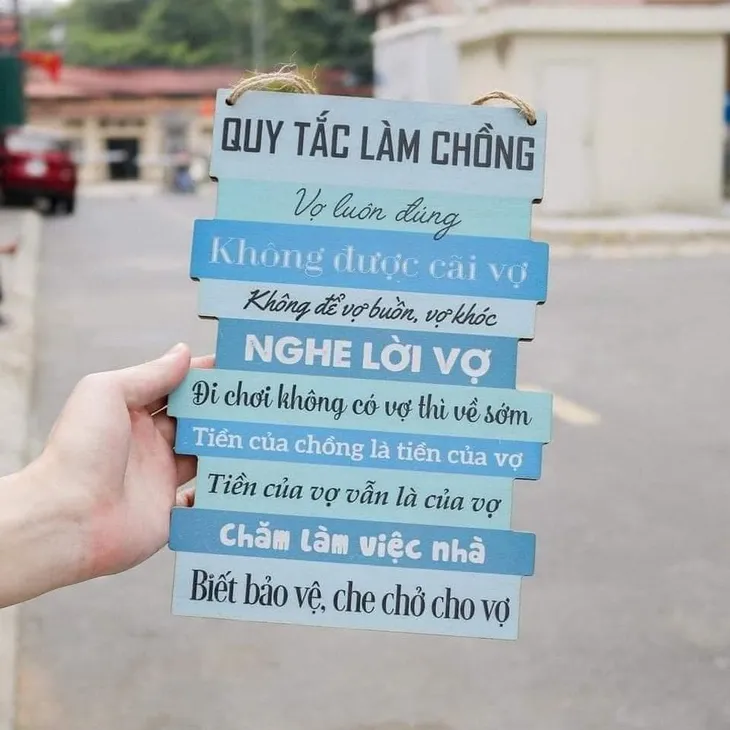 QUY TẮC LÀM CHỒNG
Vợ luôn đúng
Không được cãi vợ
Không để vợ buồn, vợ khóc
NGHE LỜI VỢ
Đi chơi không có vợ thì về sớm
Tiền của chồng là tiền của vợ
Tiền của vợ vẫn là của vợ
Chăm làm việc nhà
Biết bảo vệ, che chở cho vợ